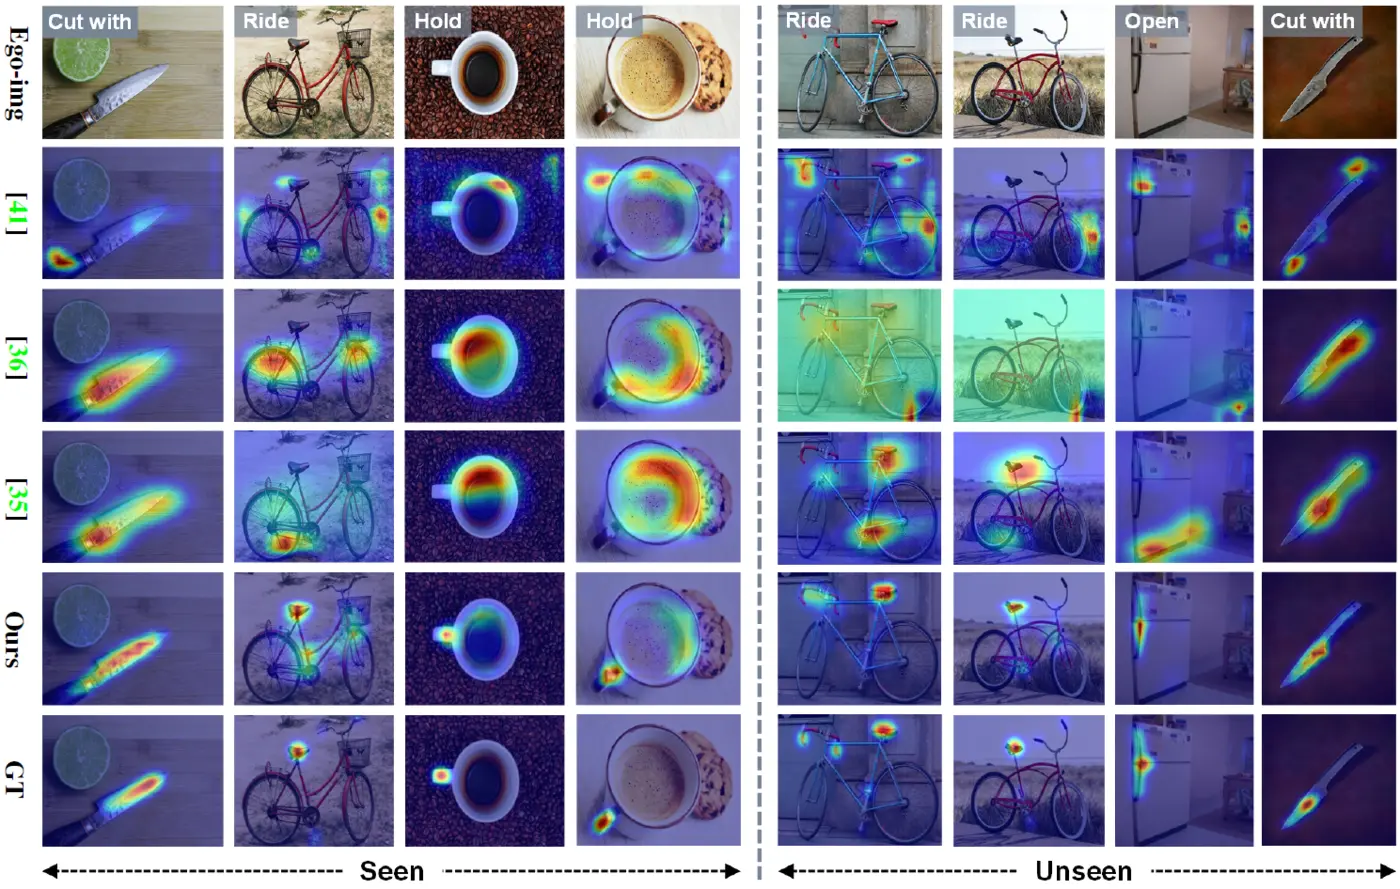 Cut with
Ride
Hold
Hold
Ride
Ride
Open
Cut with
Ego-img
[41]
[36]
[35]
Ours
GT
Seen
Unseen